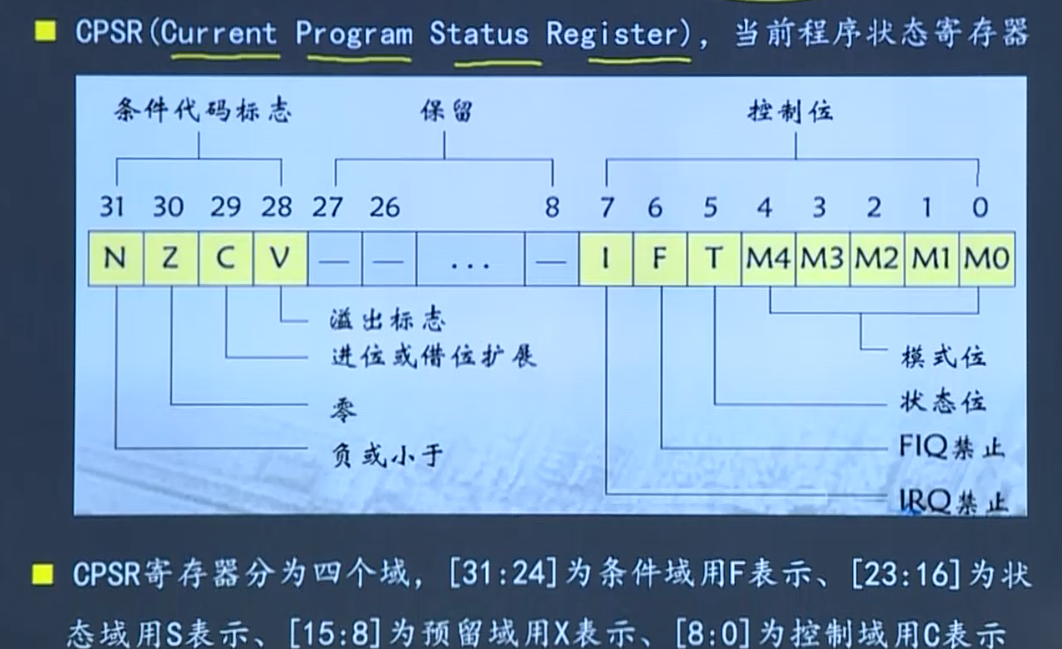 CPSR(Current Program Status Register), 当前程序状态寄存器
条件代码标志 保留 控制位
31 30 29 28 27 26 8 7 6 5 4 3 2 1 0
N Z C V — — ... — I F T M4 M3 M2 M1 M0
溢出标志
进位或借位扩展
模式位
零
状态位
负或小于
FIQ禁止
IRQ禁止
CPSR寄存器分为四个域, [31:24]为条件域用F表示、[23:16]为状
态域用S表示、[15:8]为预留域用X表示、[8:0]为控制域用C表示